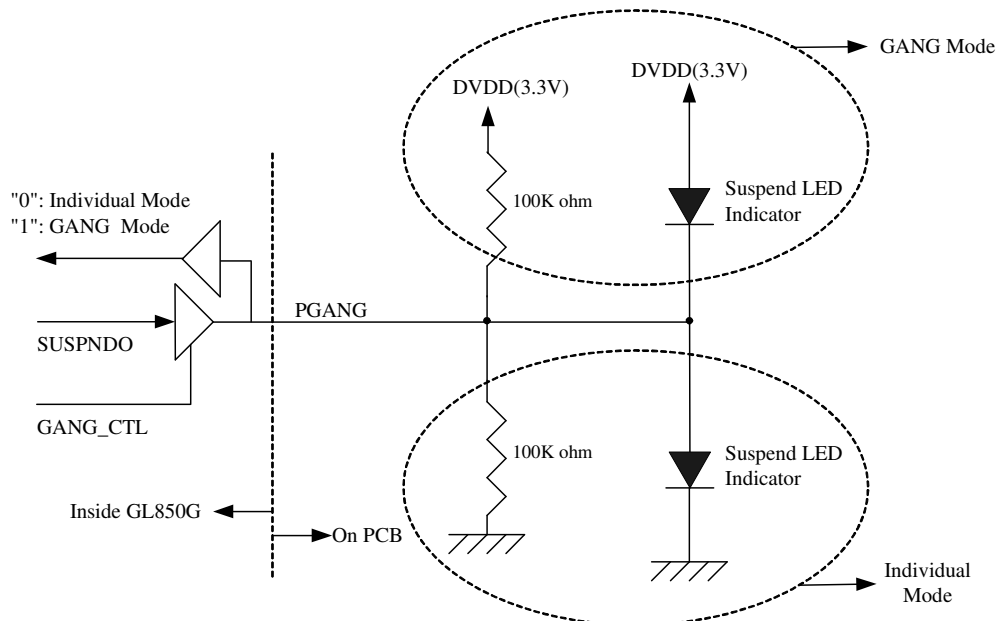 GANG Mode
DVDD(3.3V)
DVDD(3.3V)
"0": Individual Mode
"1": GANG  Mode
100K ohm
Suspend LED
Indicator
PGANG
SUSPNDO
GANG_CTL
100K ohm
Suspend LED
Indicator
Inside GL850G
On PCB
Individual
Mode